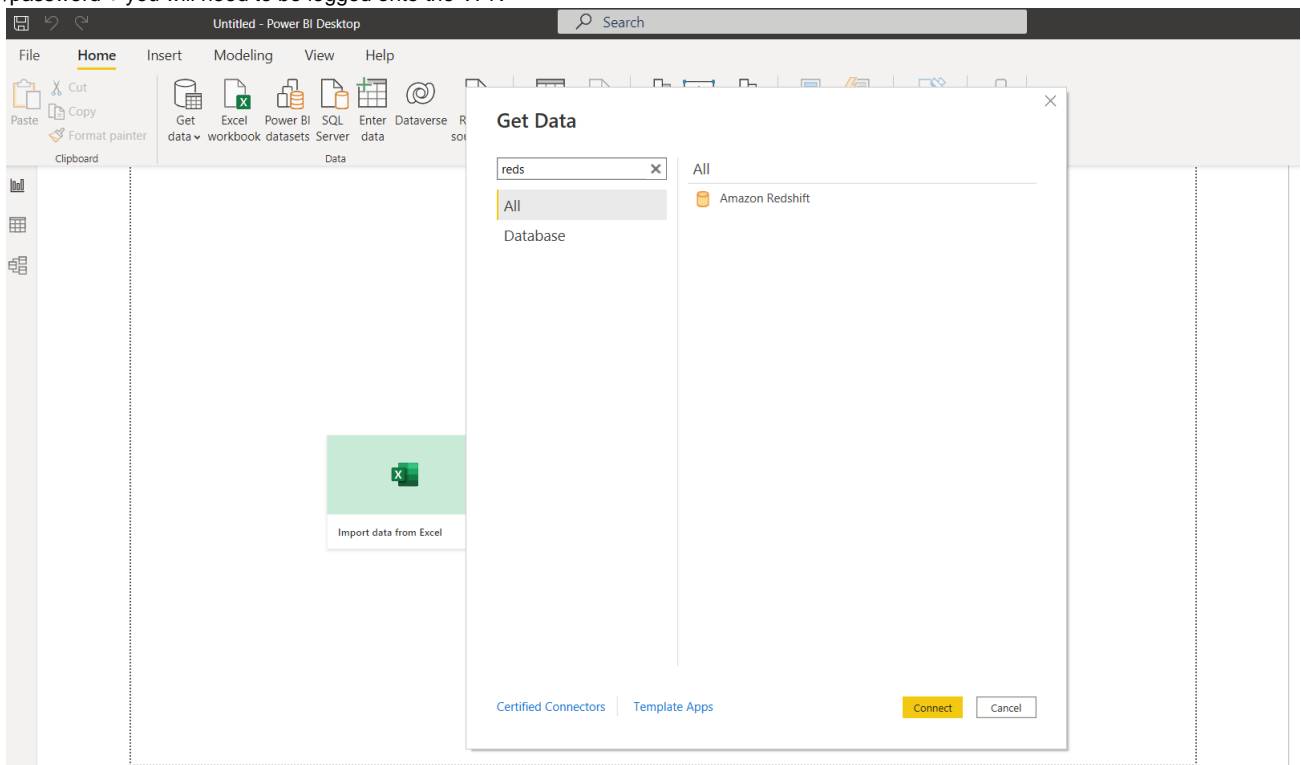 Untitled - Power BI Desktop
Search
File Home Insert Modeling View Help
Paste
Cut
Copy
Format painter
Clipboard
Get data
Excel workbook
Power BI datasets
SQL Server
Enter data
Dataverse
Data
Get Data
reds
All
Database
All
Amazon Redshift
Import data from Excel
Certified Connectors
Template Apps
Connect
Cancel